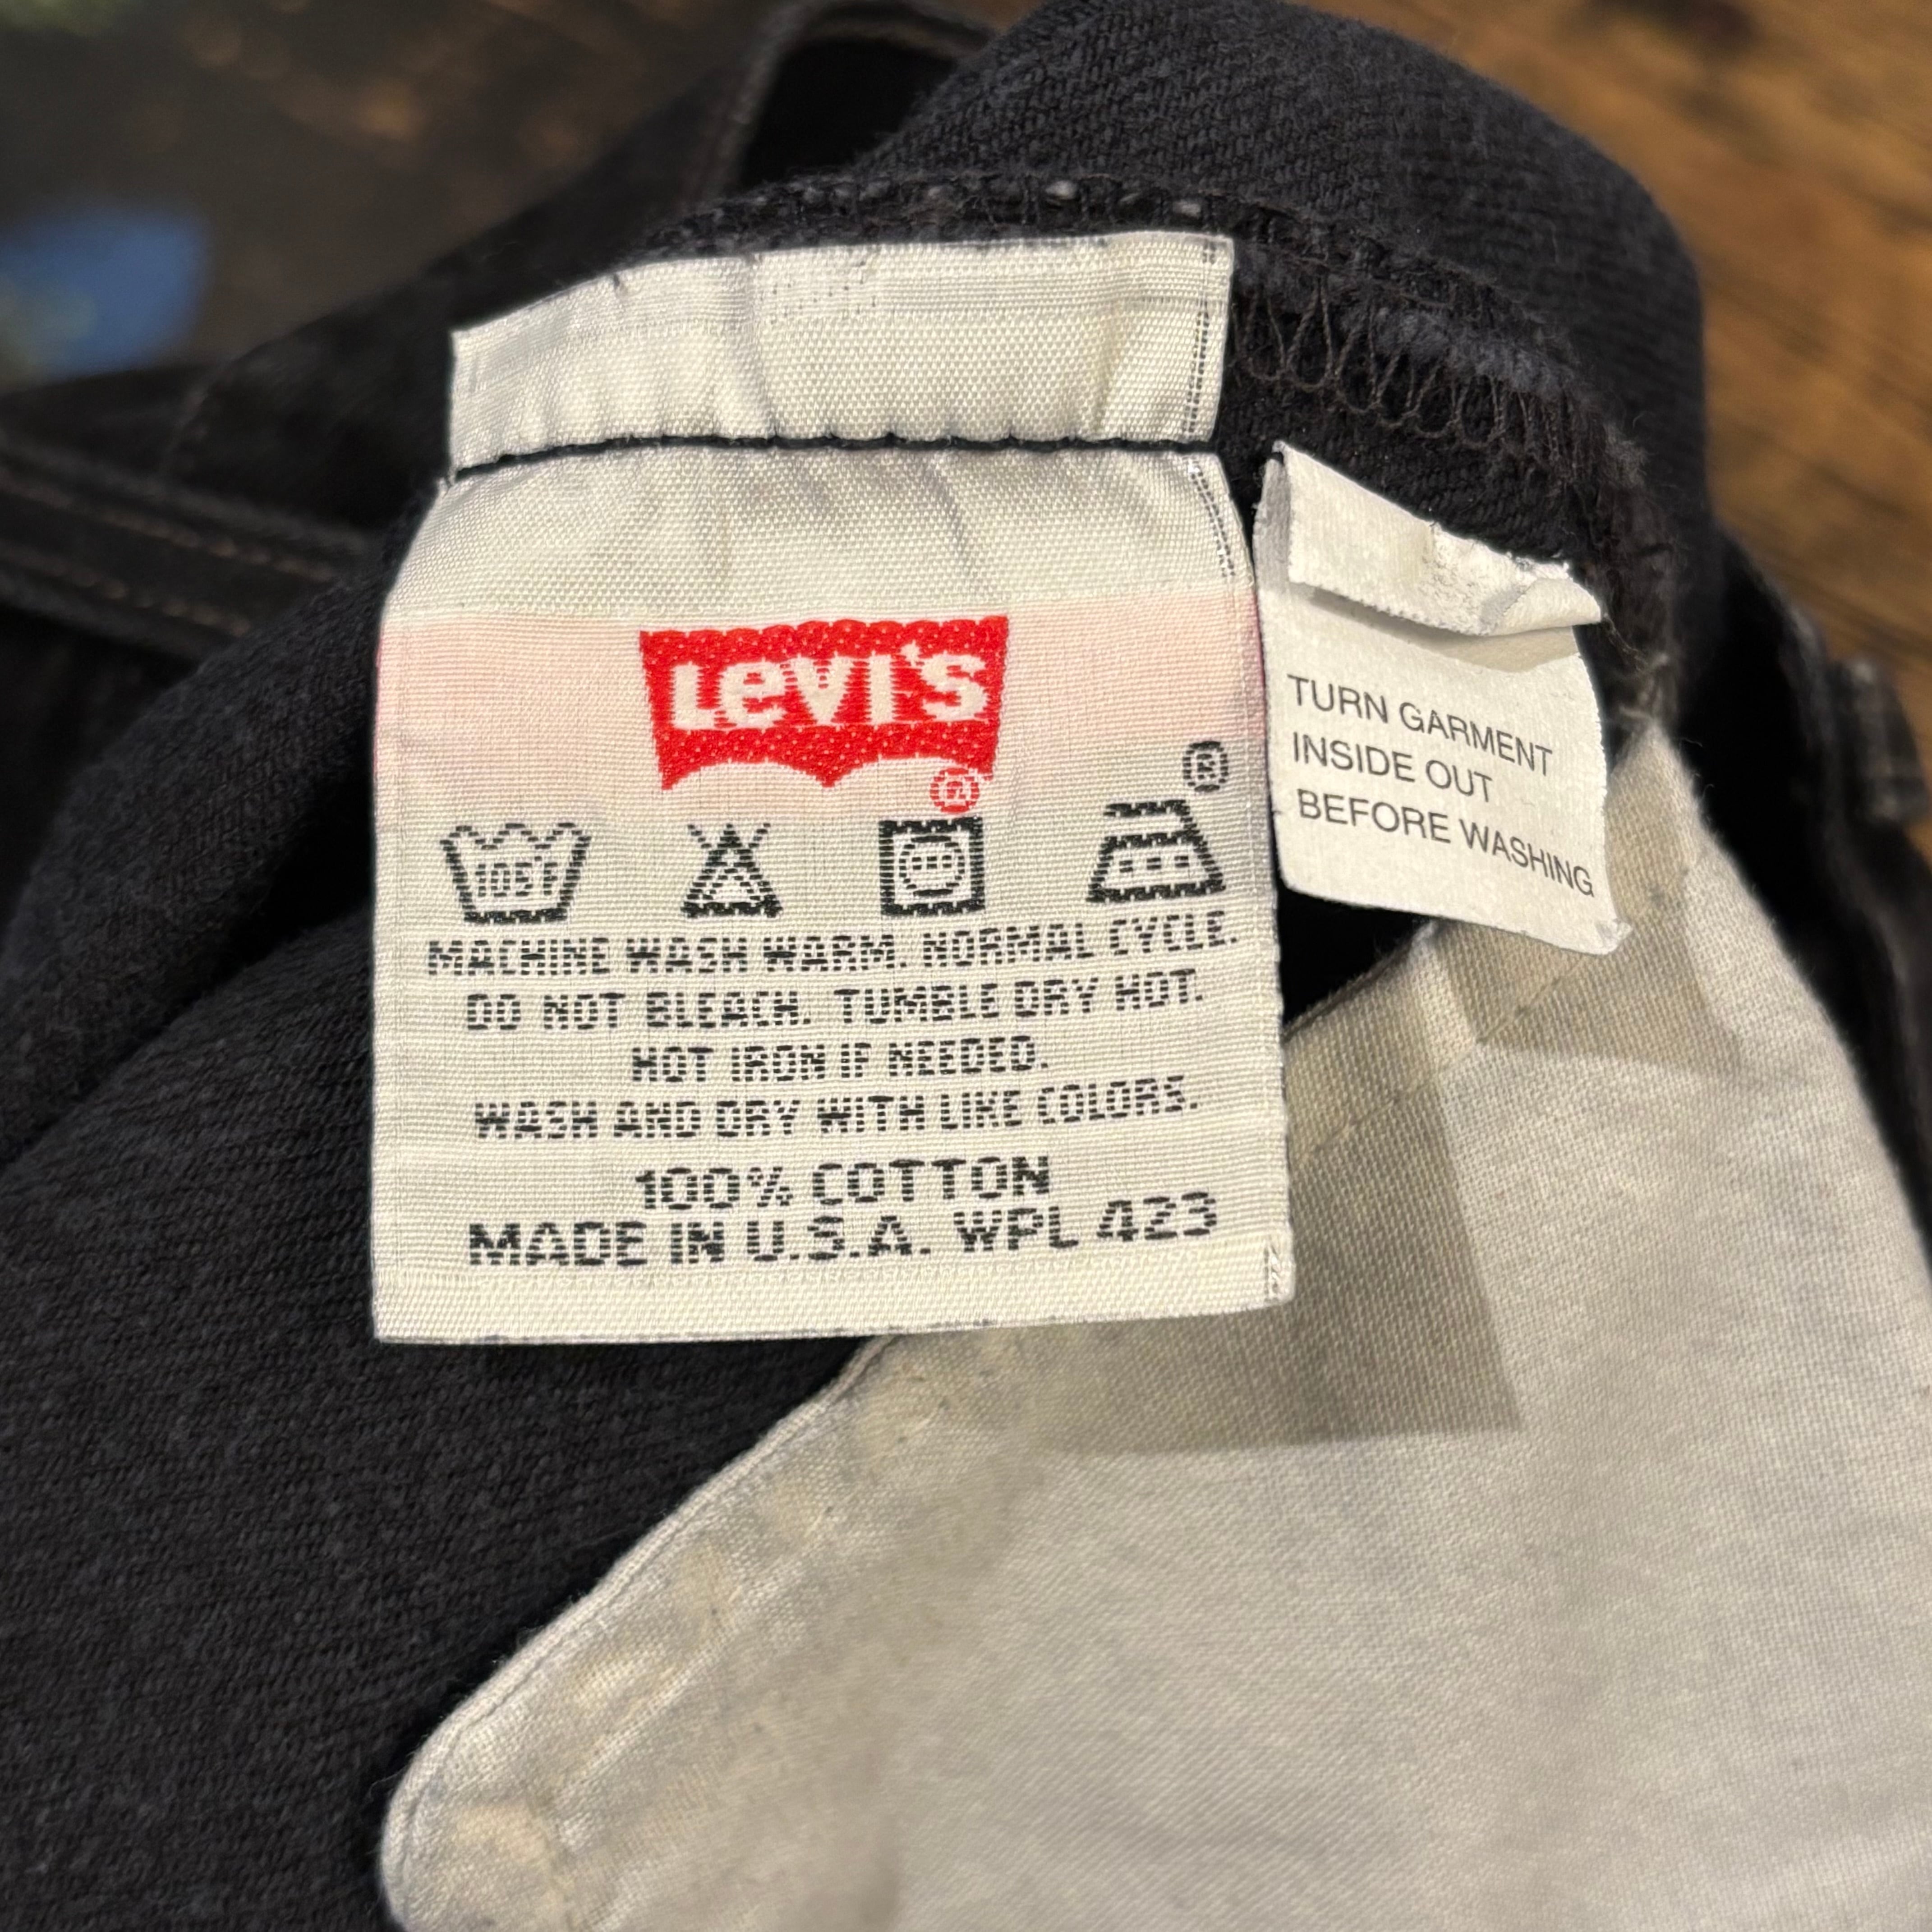 LEVI'S
®
®
105°F
MACHINE WASH WARM. NORMAL CYCLE.
DO NOT BLEACH. TUMBLE DRY HOT.
HOT IRON IF NEEDED.
WASH AND DRY WITH LIKE COLORS.
100% COTTON
MADE IN U.S.A. WPL 423
TURN GARMENT
INSIDE OUT
BEFORE WASHING